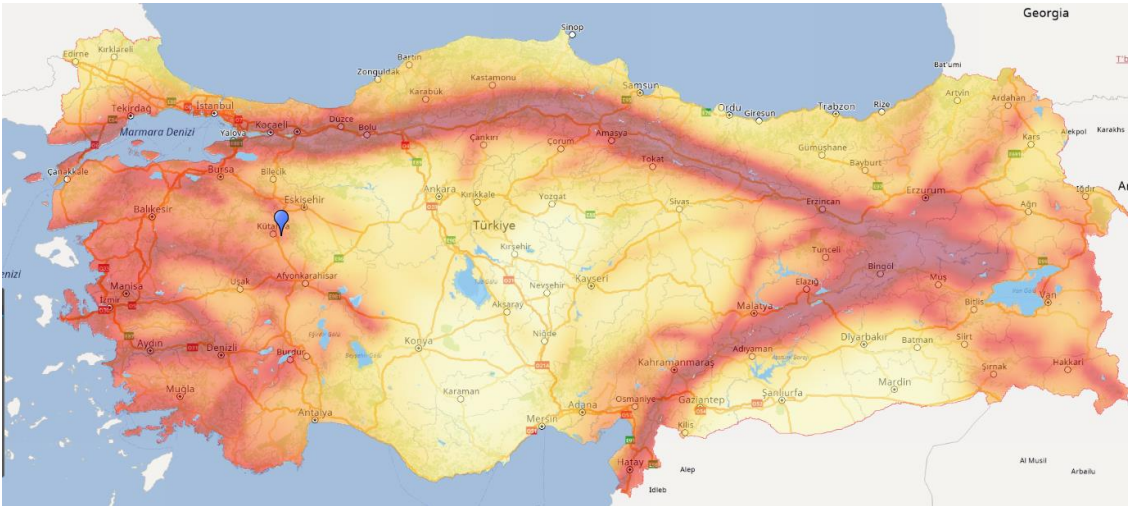 Georgia
Sinop
Edirne
Kırklareli
Bartın
Bat'umi
Zonguldak
Kastamonu
Karabük
Samsun
Artvin
Ardahan
Tekirdağ
İstanbul
Ordu
Giresun
Trabzon
Rize
Marmara Denizi
Yalova
Kocaeli
Düzce
Bolu
Çankırı
Çorum
Amasya
Tokat
Gümüşhane
Bayburt
Kars
Alekpol
Karakhs
Çanakkale
Bursa
Bilecik
Eskişehir
Ankara
Kırıkkale
Yozgat
Sivas
Erzincan
Erzurum
Ağrı
Iğdır
Balıkesir
Kütahya
Türkiye
Kırşehir
Tunceli
Bingöl
Muş
Manisa
Uşak
Afyonkarahisar
Nevşehir
Kayseri
Elazığ
Malatya
Bitlis
Van
İzmir
Aksaray
Niğde
Aydın
Denizli
Burdur
Konya
Kahramanmaraş
Adıyaman
Diyarbakır
Batman
Siirt
Şırnak
Hakkari
Muğla
Karaman
Antalya
Mersin
Adana
Osmaniye
Gaziantep
Şanlıurfa
Mardin
Kilis
Hatay
Alep
Idleb
Al Musil
Arbailu